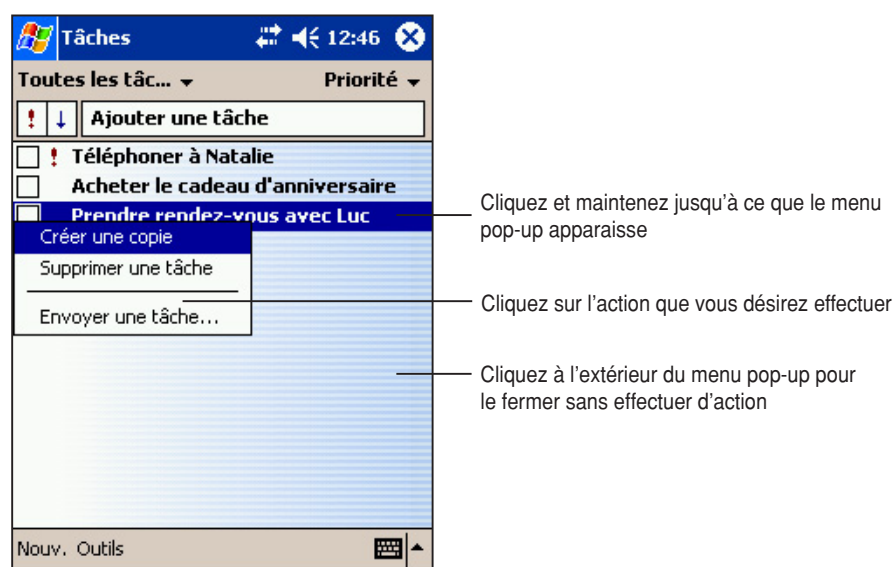 Tâches 12:46
Toutes les tâc... Priorité
! ↓ Ajouter une tâche
! Téléphoner à Natalie
Acheter le cadeau d'anniversaire
Prendre rendez-vous avec Luc
Créer une copie
Supprimer une tâche
Envoyer une tâche...
Nouv. Outils
Cliquez et maintenez jusqu'à ce que le menu
pop-up apparaisse
Cliquez sur l'action que vous désirez effectuer
Cliquez à l'extérieur du menu pop-up pour
le fermer sans effectuer d'action